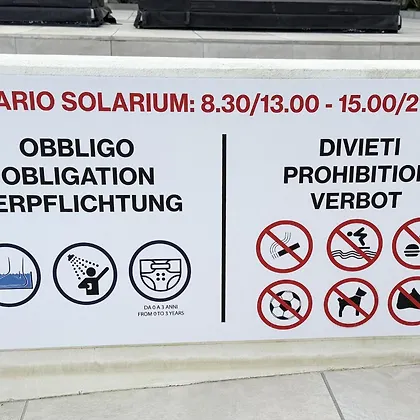 ARIO SOLARIUM: 8.30/13.00 - 15.00/2
OBBLIGO
OBLIGATION
ERPFLICHTUNG
DA 0 A 3 ANNI
FROM 0 TO 3 YEARS
DIVIETI
PROHIBITION
VERBOT